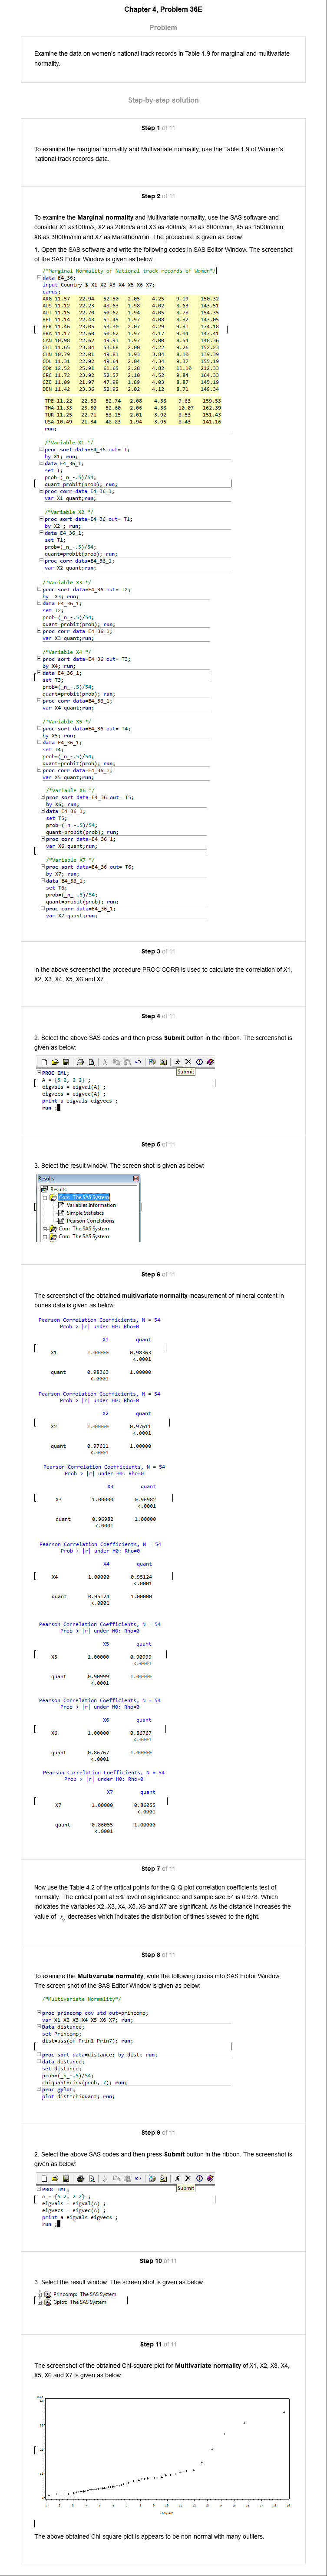 Chapter 4, Problem 36E
Problem
Examine the data on women's national track records in Table 1.9 for marginal and multivariate
normality.
Step-by-step solution
Step 1 of 11
To examine the marginal normality and Multivariate normality, use the Table 1.9 of Women's
national track records data.
Step 2 of 11
To examine the Marginal normality and Multivariate normality, use the SAS software and
consider X1 as100m/s, X2 as 200m/s and X3 as 400m/s, X4 as 800m/s, X5 as 1500m/min,
X6 as 3000m/min and X7 as Marathon/min. The procedure is given as below:
1. Open the SAS software and write the following codes in SAS Editor Window. The screenshot
of the SAS Editor Window is given as below:
/*Marginal Normality of National track records of Women*/
data E4_36;
input Country $ X1 X2 X3 X4 X5 X6 X7;
cards;
ARG 11.57 22.94 52.50 2.05 4.25 9.19 150.32
AUS 11.12 22.23 48.63 1.98 4.02 8.63 143.51
AUT 11.15 22.70 50.62 1.94 4.05 8.78 154.35
BEL 11.14 22.48 51.45 1.97 4.08 8.82 143.05
BER 11.46 23.05 53.30 2.07 4.29 9.81 174.18
BRA 11.17 22.60 50.62 1.97 4.17 9.04 147.41
CAN 10.98 22.62 49.91 1.97 4.00 8.54 148.36
CHI 11.65 23.84 53.68 2.00 4.22 9.26 152.23
CHN 10.79 22.01 49.81 1.93 3.84 8.10 139.39
COL 11.31 22.92 49.64 2.04 4.34 9.37 155.19
COK 12.52 25.91 61.65 2.28 4.82 11.10 212.33
CRC 11.72 23.92 52.57 2.10 4.52 9.84 164.33
CZE 11.09 21.97 47.99 1.89 4.03 8.87 145.19
DEN 11.42 23.36 52.92 2.02 4.12 8.71 149.34
TPE 11.22 22.56 52.74 2.08 4.38 9.63 159.53
THA 11.33 23.30 52.60 2.06 4.38 10.07 162.39
TUR 11.25 22.71 53.15 2.01 3.92 8.53 151.43
USA 10.49 21.34 48.83 1.94 3.95 8.43 141.16
run;
/*Variable X1 */
proc sort data=E4_36 out= T;
by X1; run;
data E4_36_1;
set T;
prob=(_n_-.5)/54;
quant=probit(prob); run;
proc corr data=E4_36_1;
var X1 quant;run;
/*Variable X2 */
proc sort data=E4_36 out= T1;
by X2 ; run;
data E4_36_1;
set T1;
prob=(_n_-.5)/54;
quant=probit(prob); run;
proc corr data=E4_36_1;
var X2 quant;run;
/*Variable X3 */
proc sort data=E4_36 out= T2;
by X3; run;
data E4_36_1;
set T2;
prob=(_n_-.5)/54;
quant=probit(prob); run;
proc corr data=E4_36_1;
var X3 quant;run;
/*Variable X4 */
proc sort data=E4_36 out= T3;
by X4; run;
data E4_36_1;
set T3;
prob=(_n_-.5)/54;
quant=probit(prob); run;
proc corr data=E4_36_1;
var X4 quant;run;
/*Variable X5 */
proc sort data=E4_36 out= T4;
by X5; run;
data E4_36_1;
set T4;
prob=(_n_-.5)/54;
quant=probit(prob); run;
proc corr data=E4_36_1;
var X5 quant;run;
/*Variable X6 */
proc sort data=E4_36 out= T5;
by X6; run;
data E4_36_1;
set T5;
prob=(_n_-.5)/54;
quant=probit(prob); run;
proc corr data=E4_36_1;
var X6 quant;run;
/*Variable X7 */
proc sort data=E4_36 out= T6;
by X7; run;
data E4_36_1;
set T6;
prob=(_n_-.5)/54;
quant=probit(prob); run;
proc corr data=E4_36_1;
var X7 quant;run;
Step 3 of 11
In the above screenshot the procedure PROC CORR is used to calculate the correlation of X1,
X2, X3, X4, X5, X6 and X7.
Step 4 of 11
2. Select the above SAS codes and then press Submit button in the ribbon. The screenshot is
given as below:
Submit
PROC IML;
A = {5 2, 2 2} ;
eigvals = eigval(A) ;
eigvecs = eigvec(A) ;
print a eigvals eigvecs ;
run ;
Step 5 of 11
3. Select the result window. The screen shot is given as below:
Results
Results
Corr: The SAS System
Variables Information
Simple Statistics
Pearson Correlations
Corr: The SAS System
Corr: The SAS System
Step 6 of 11
The screenshot of the obtained multivariate normality measurement of mineral content in
bones data is given as below:
Pearson Correlation Coefficients, N = 54
Prob > |r| under H0: Rho=0
X1 quant
X1 1.00000 0.98363
<.0001
quant 0.98363 1.00000
<.0001
Pearson Correlation Coefficients, N = 54
Prob > |r| under H0: Rho=0
X2 quant
X2 1.00000 0.97611
<.0001
quant 0.97611 1.00000
<.0001
Pearson Correlation Coefficients, N = 54
Prob > |r| under H0: Rho=0
X3 quant
X3 1.00000 0.96982
<.0001
quant 0.96982 1.00000
<.0001
Pearson Correlation Coefficients, N = 54
Prob > |r| under H0: Rho=0
X4 quant
X4 1.00000 0.95124
<.0001
quant 0.95124 1.00000
<.0001
Pearson Correlation Coefficients, N = 54
Prob > |r| under H0: Rho=0
X5 quant
X5 1.00000 0.90999
<.0001
quant 0.90999 1.00000
<.0001
Pearson Correlation Coefficients, N = 54
Prob > |r| under H0: Rho=0
X6 quant
X6 1.00000 0.86767
<.0001
quant 0.86767 1.00000
<.0001
Pearson Correlation Coefficients, N = 54
Prob > |r| under H0: Rho=0
X7 quant
X7 1.00000 0.86055
<.0001
quant 0.86055 1.00000
<.0001
Step 7 of 11
Now use the Table 4.2 of the critical points for the Q-Q plot correlation coefficients test of
normality. The critical point at 5% level of significance and sample size 54 is 0.978. Which
indicates the variables X2, X3, X4, X5, X6 and X7 are significant. As the distance increases the
value of r_Q decreases which indicates the distribution of times skewed to the right.
Step 8 of 11
To examine the Multivariate normality, write the following codes into SAS Editor Window.
The screen shot of the SAS Editor Window is given as below:
/*Multivariate Normality*/
proc princomp cov std out=princomp;
var X1 X2 X3 X4 X5 X6 X7; run;
Data distance;
set Princomp;
dist=uss(of Prin1-Prin7); run;
proc sort data=distance; by dist; run;
data distance;
set distance;
prob=(_n_-.5)/54;
chiquant=cinv(prob, 7); run;
proc gplot;
plot dist*chiquant; run;
Step 9 of 11
2. Select the above SAS codes and then press Submit button in the ribbon. The screenshot is
given as below:
Submit
PROC IML;
A = {5 2, 2 2} ;
eigvals = eigval(A) ;
eigvecs = eigvec(A) ;
print a eigvals eigvecs ;
run ;
Step 10 of 11
3. Select the result window. The screen shot is given as below:
Princomp: The SAS System
Gplot: The SAS System
Step 11 of 11
The screenshot of the obtained Chi-square plot for Multivariate normality of X1, X2, X3, X4,
X5, X6 and X7 is given as below:
The above obtained Chi-square plot is appears to be non-normal with many outliers.